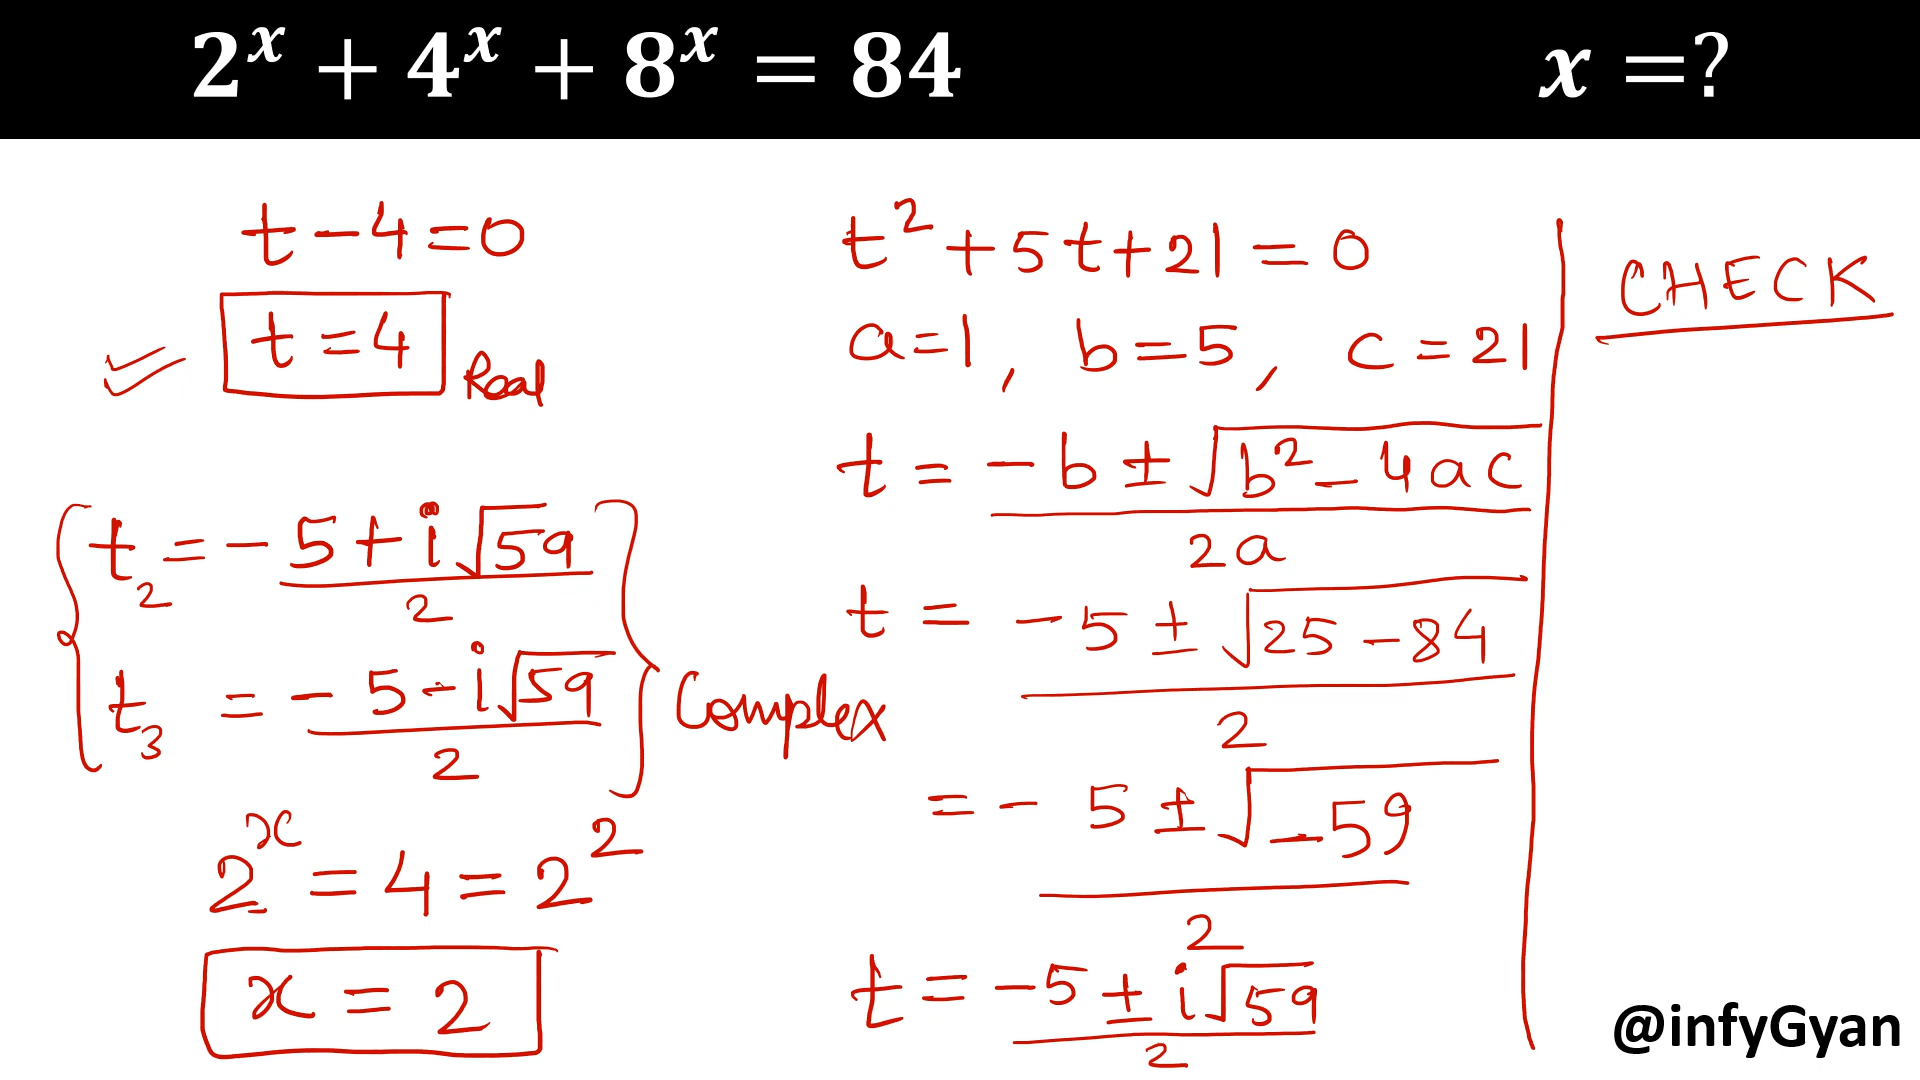 2^x + 4^x + 8^x = 84    x =?
t - 4 = 0
t = 4
Real
t₂ = - 5 + i√59 / 2
t₃ = - 5 - i√59 / 2
Complex
2^x = 4 = 2^2
x = 2
t² + 5t + 21 = 0
a=1, b=5, c=21
t = - b ± √b² - 4ac / 2a
t = - 5 ± √25 - 84 / 2
= - 5 ± √-59 / 2
t = - 5 ± i√59 / 2
CHECK
@infyGyan